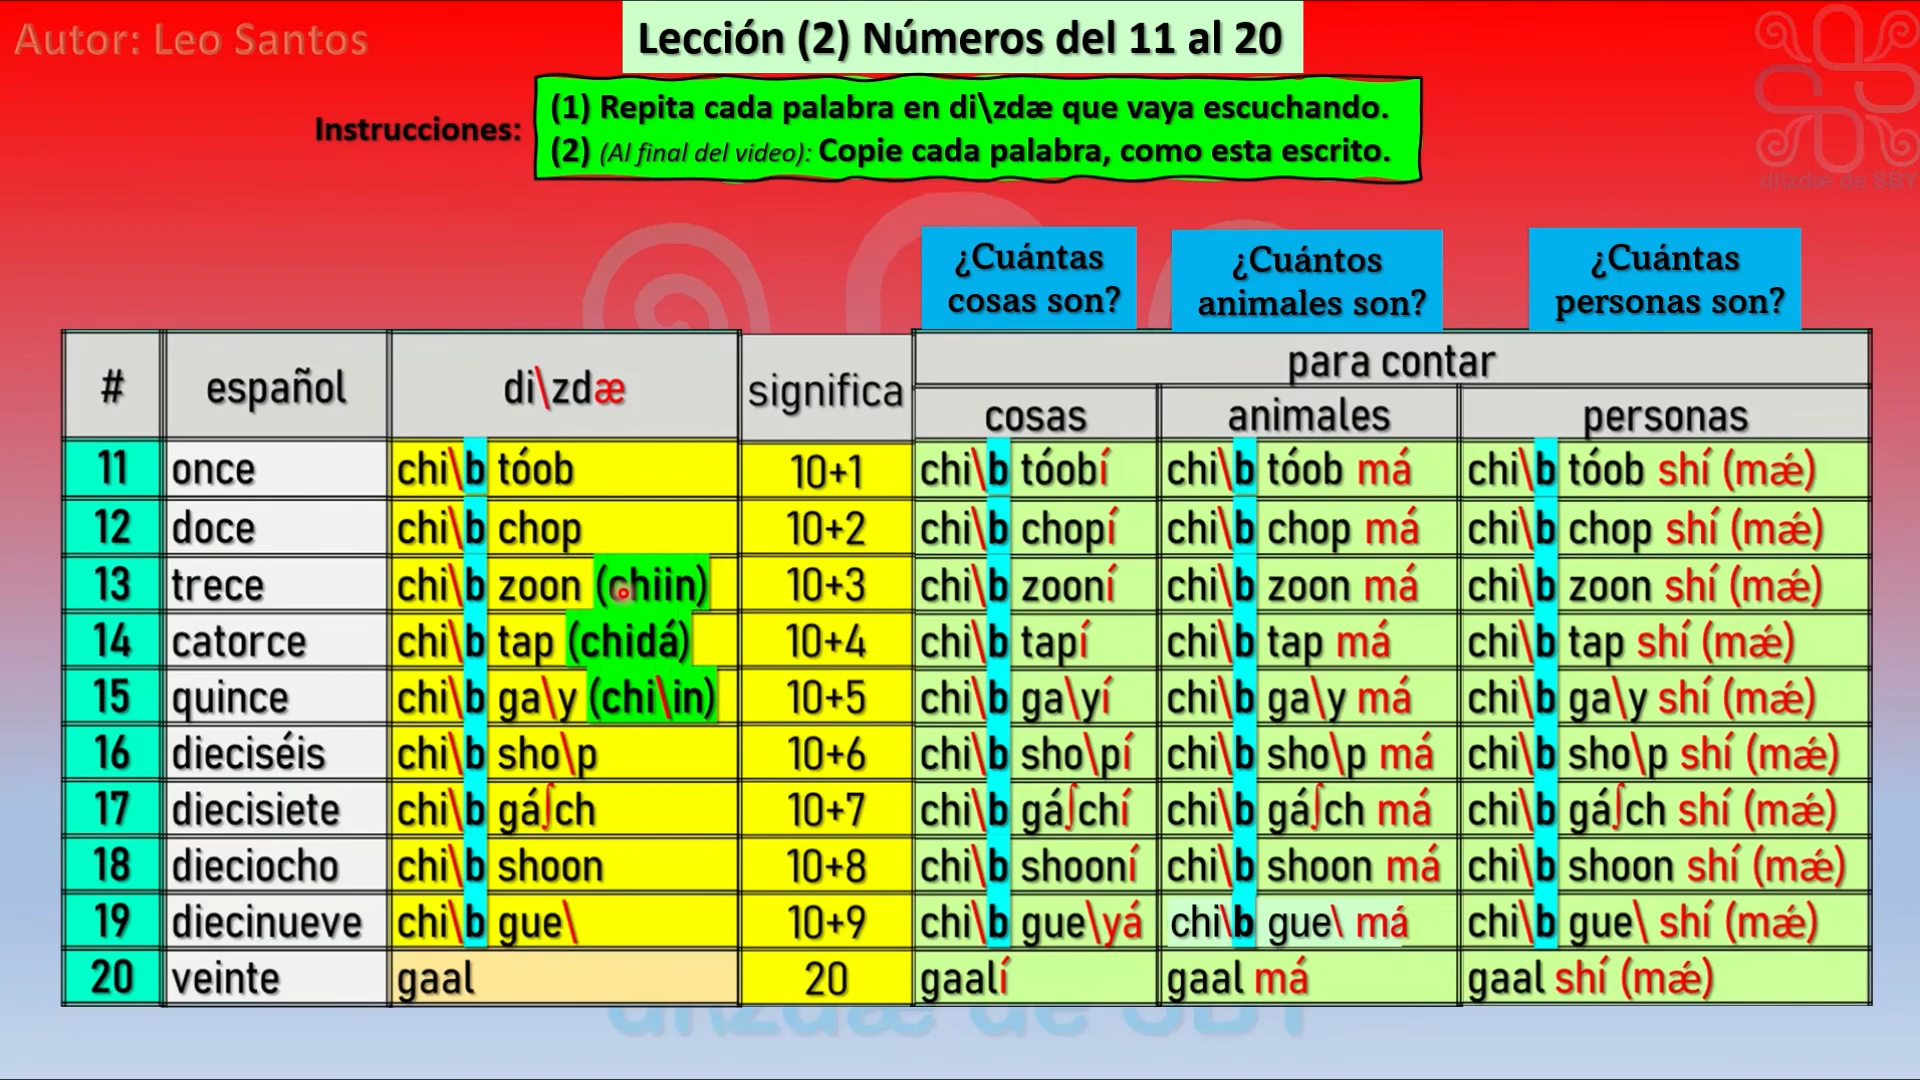 Autor: Leo Santos
Lección (2) Números del 11 al 20
Instrucciones:
(1) Repita cada palabra en di\zdæ que vaya escuchando.
(2) (Al final del video): Copie cada palabra, como esta escrito.
di\zdæ de SBY
¿Cuántas cosas son?
¿Cuántos animales son?
¿Cuántas personas son?
# español di\zdæ significa para contar
cosas animales personas
11 once chi\b tóob 10+1 chi\b tóobí chi\b tóob má chi\b tóob shí (mǽ)
12 doce chi\b chop 10+2 chi\b chopí chi\b chop má chi\b chop shí (mǽ)
13 trece chi\b zoon (chiin) 10+3 chi\b zooní chi\b zoon má chi\b zoon shí (mǽ)
14 catorce chi\b tap (chidá) 10+4 chi\b tapí chi\b tap má chi\b tap shí (mǽ)
15 quince chi\b ga\y (chi\in) 10+5 chi\b ga\yí chi\b ga\y má chi\b ga\y shí (mǽ)
16 dieciséis chi\b sho\p 10+6 chi\b sho\pí chi\b sho\p má chi\b sho\p shí (mǽ)
17 diecisiete chi\b gáʃch 10+7 chi\b gáʃchí chi\b gáʃch má chi\b gáʃch shí (mǽ)
18 dieciocho chi\b shoon 10+8 chi\b shooní chi\b shoon má chi\b shoon shí (mǽ)
19 diecinueve chi\b gue\ 10+9 chi\b gue\yá chi\b gue\ má chi\b gue\ shí (mǽ)
20 veinte gaal 20 gaalí gaal má gaal shí (mǽ)
di\zdæ de SBY